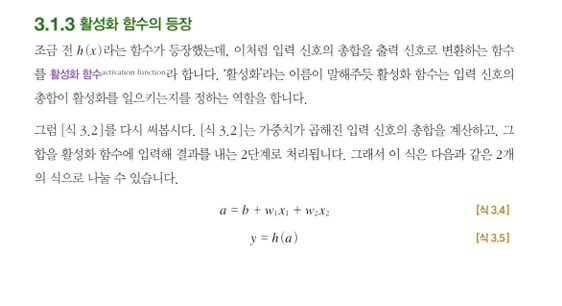 3.1.3 활성화 함수의 등장
조금 전 h(x)라는 함수가 등장했는데, 이처럼 입력 신호의 총합을 출력 신호로 변환하는 함수
를 활성화 함수activation function라 합니다. '활성화'라는 이름이 말해주듯 활성화 함수는 입력 신호의
총합이 활성화를 일으키는지를 정하는 역할을 합니다.
그럼 [식 3.2]를 다시 써봅시다. [식 3.2]는 가중치가 곱해진 입력 신호의 총합을 계산하고, 그
합을 활성화 함수에 입력해 결과를 내는 2단계로 처리됩니다. 그래서 이 식은 다음과 같은 2개
의 식으로 나눌 수 있습니다.
a = b + w₁x₁ + w₂x₂ [식 3.4]
y = h(a) [식 3.5]